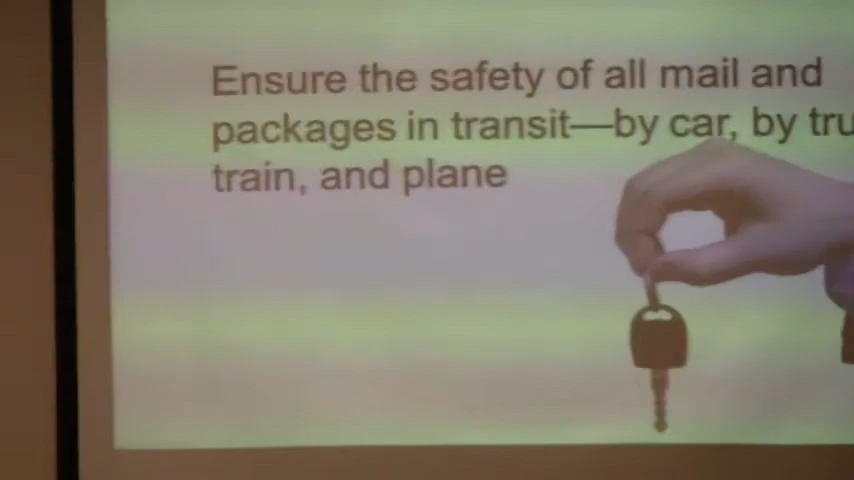 Ensure the safety of all mail and
packages in transit—by car, by
train, and plane